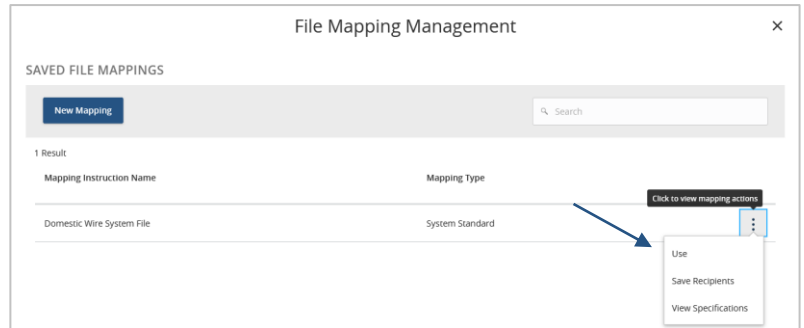 File Mapping Management
SAVED FILE MAPPINGS
New Mapping
Search
1 Result
Mapping Instruction Name Mapping Type
Click to view mapping actions
Domestic Wire System File System Standard
Use
Save Recipients
View Specifications